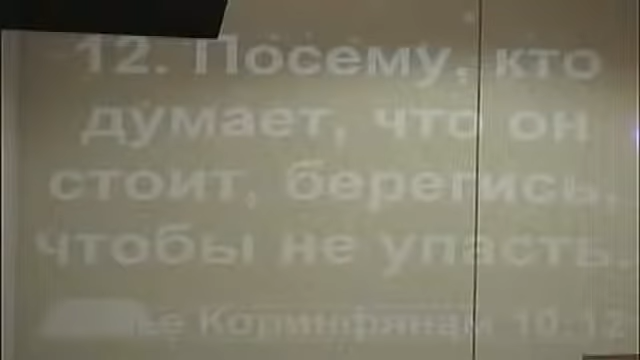 12. Посему, кто
думает, что он
стоит, берегись,
чтобы не упасть.
Коринфянам 10:12